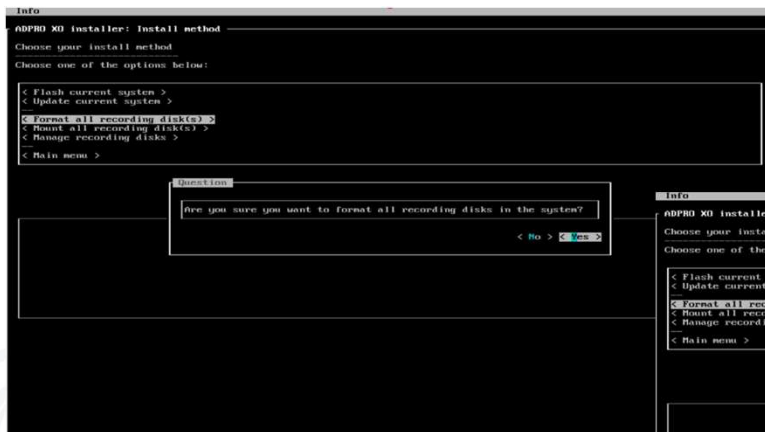 Info
ADPRO XO installer: Install method
Choose your install method
Choose one of the options below:
< Flash current system >
< Update current system >
< Format all recording disk(s) >
< Mount all recording disk(s) >
< Manage recording disks >
< Main menu >
Question
Are you sure you want to format all recording disks in the system?
< No > < Yes >
Info
ADPRO XO installe
Choose your insta
Choose one of the
< Flash current
< Update current
< Format all rec
< Mount all reco
< Manage recordi
< Main menu >